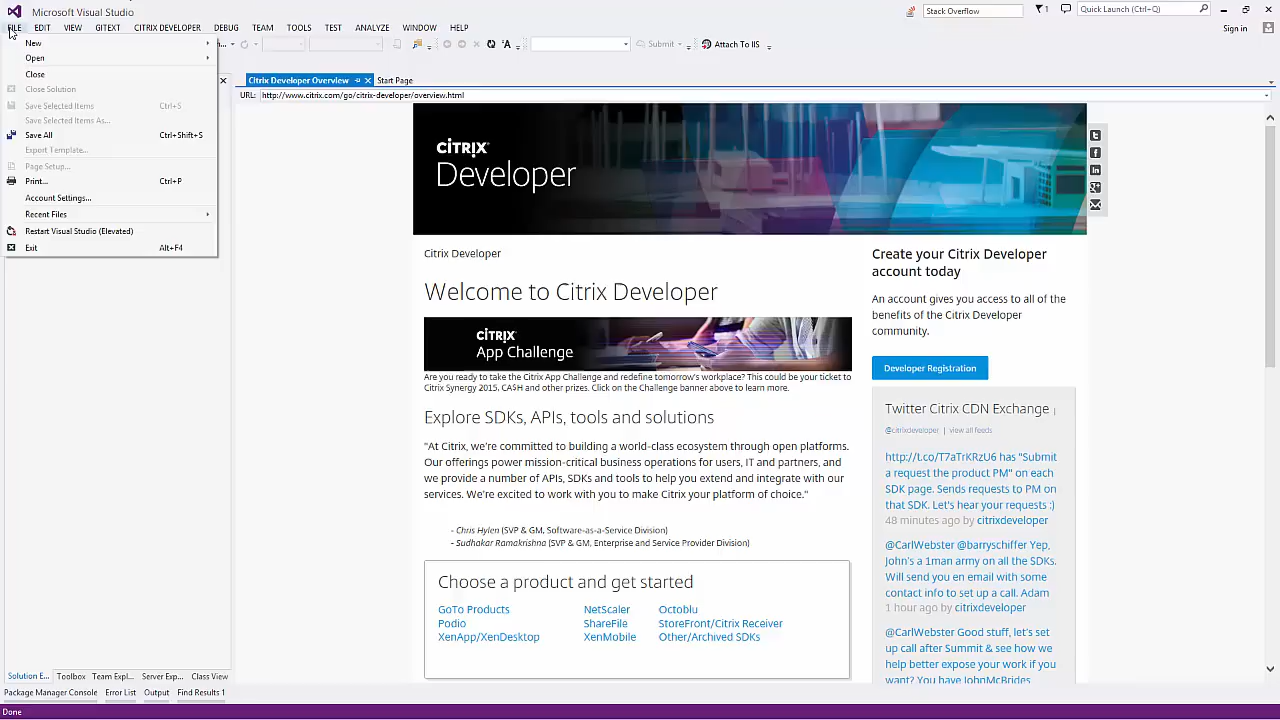 Microsoft Visual Studio
Stack Overflow
1
Quick Launch (Ctrl+Q)
FILE EDIT VIEW GITEXT CITRIX DEVELOPER DEBUG TEAM TOOLS TEST ANALYZE WINDOW HELP
Sign in
Submit
Attach To IIS
New
Open
Close
Close Solution
Save Selected Items Ctrl+S
Save Selected Items As...
Save All Ctrl+Shift+S
Export Template...
Page Setup...
Print... Ctrl+P
Account Settings...
Recent Files
Restart Visual Studio (Elevated)
Exit Alt+F4
Citrix Developer Overview
Start Page
URL: http://www.citrix.com/go/citrix-developer/overview.html
CiTRIX
Developer
Citrix Developer
Welcome to Citrix Developer
CiTRIX
App Challenge
Are you ready to take the Citrix App Challenge and redefine tomorrow's workplace? This could be your ticket to
Citrix Synergy 2015, CA$H and other prizes. Click on the Challenge banner above to learn more.
Explore SDKs, APIs, tools and solutions
"At Citrix, we're committed to building a world-class ecosystem through open platforms.
Our offerings power mission-critical business operations for users, IT and partners, and
we provide a number of APIs, SDKs and tools to help you extend and integrate with our
services. We're excited to work with you to make Citrix your platform of choice."
- Chris Hylen (SVP & GM, Software-as-a-Service Division)
- Sudhakar Ramakrishna (SVP & GM, Enterprise and Service Provider Division)
Choose a product and get started
GoTo Products NetScaler Octoblu
Podio ShareFile StoreFront/Citrix Receiver
XenApp/XenDesktop XenMobile Other/Archived SDKs
Create your Citrix Developer
account today
An account gives you access to all of the
benefits of the Citrix Developer
community.
Developer Registration
Twitter Citrix CDN Exchange |
@citrixdeveloper | view all feeds
http://t.co/T7aTrKRzU6 has "Submit
a request the product PM" on each
SDK page. Sends requests to PM on
that SDK. Let's hear your requests :)
48 minutes ago by citrixdeveloper
@CarlWebster @barryschiffer Yep,
John's a 1man army on all the SDKs.
Will send you en email with some
contact info to set up a call. Adam
1 hour ago by citrixdeveloper
@CarlWebster Good stuff, let's set
up call after Summit & see how we
help better expose your work if you
want? You have JohnMcBrides
Solution E... Toolbox Team Expl... Server Exp... Class View
Package Manager Console Error List Output Find Results 1
Done